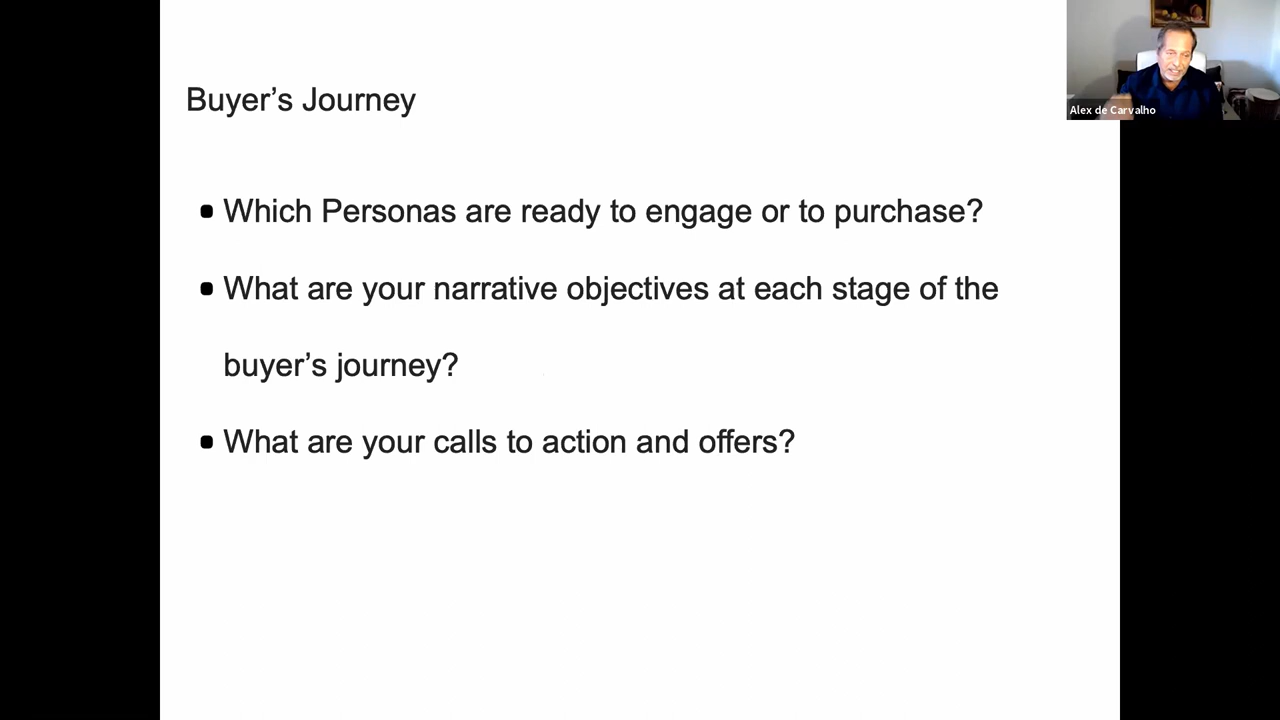 Buyer’s Journey
Which Personas are ready to engage or to purchase?
What are your narrative objectives at each stage of the
buyer’s journey?
What are your calls to action and offers?
Alex de Carvalho